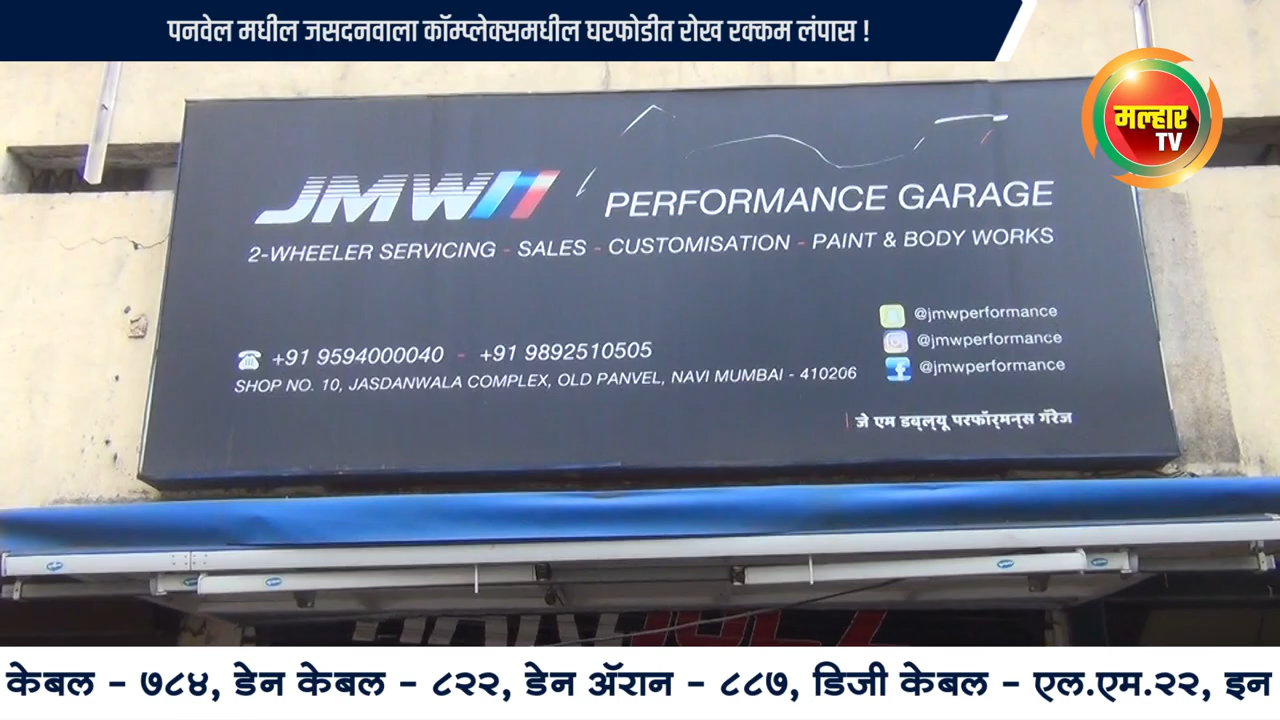 पनवेल मधील जसदनवाला कॉम्प्लेक्समधील घरफोडीत रोख रक्कम लंपास !
मल्हार
TV
JMW
PERFORMANCE GARAGE
2-WHEELER SERVICING - SALES - CUSTOMISATION - PAINT & BODY WORKS
@jmwperformance
@jmwperformance
@jmwperformance
+91 9594000040 - +91 9892510505
SHOP NO. 10, JASDANWALA COMPLEX, OLD PANVEL, NAVI MUMBAI - 410206
जे एम डब्ल्यू परफॉर्मन्स गॅरेज
केबल - ७८४, डेन केबल - ८२२, डेन ॲरान - ८८७, डिजी केबल - एल.एम.२२, इन